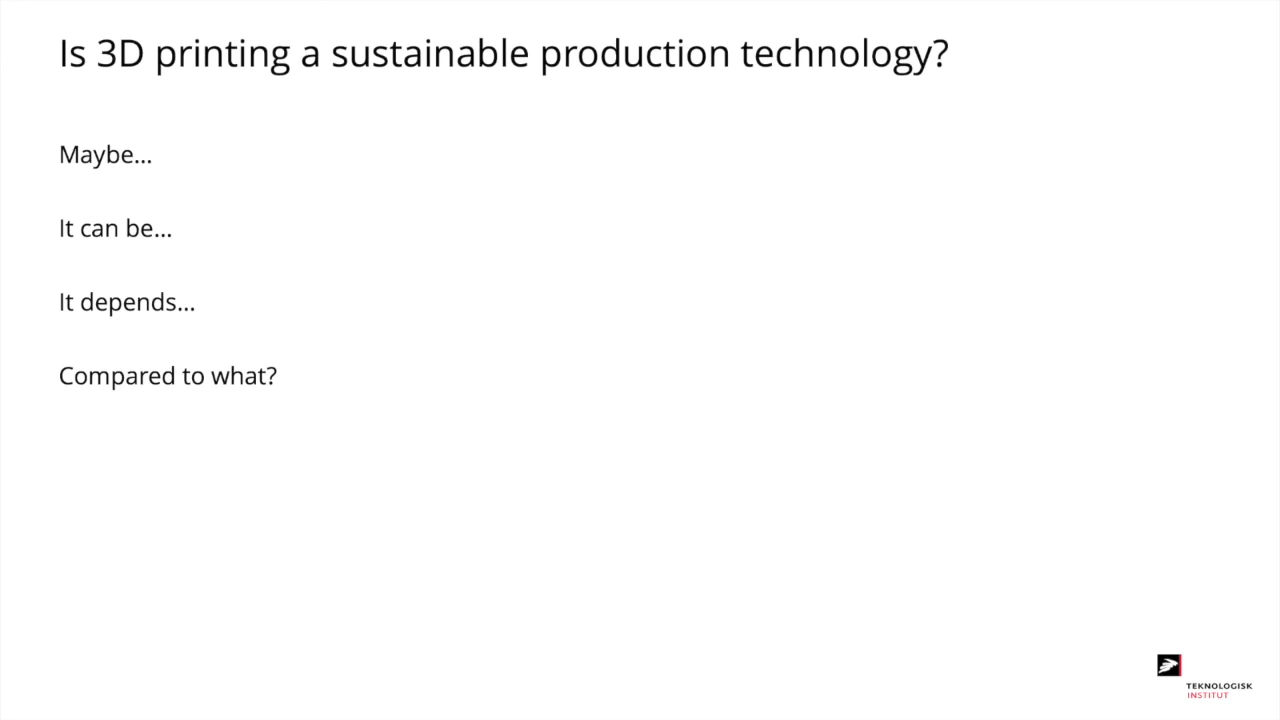 Is 3D printing a sustainable production technology?
Maybe...
It can be...
It depends...
Compared to what?
TEKNOLOGISK
INSTITUT